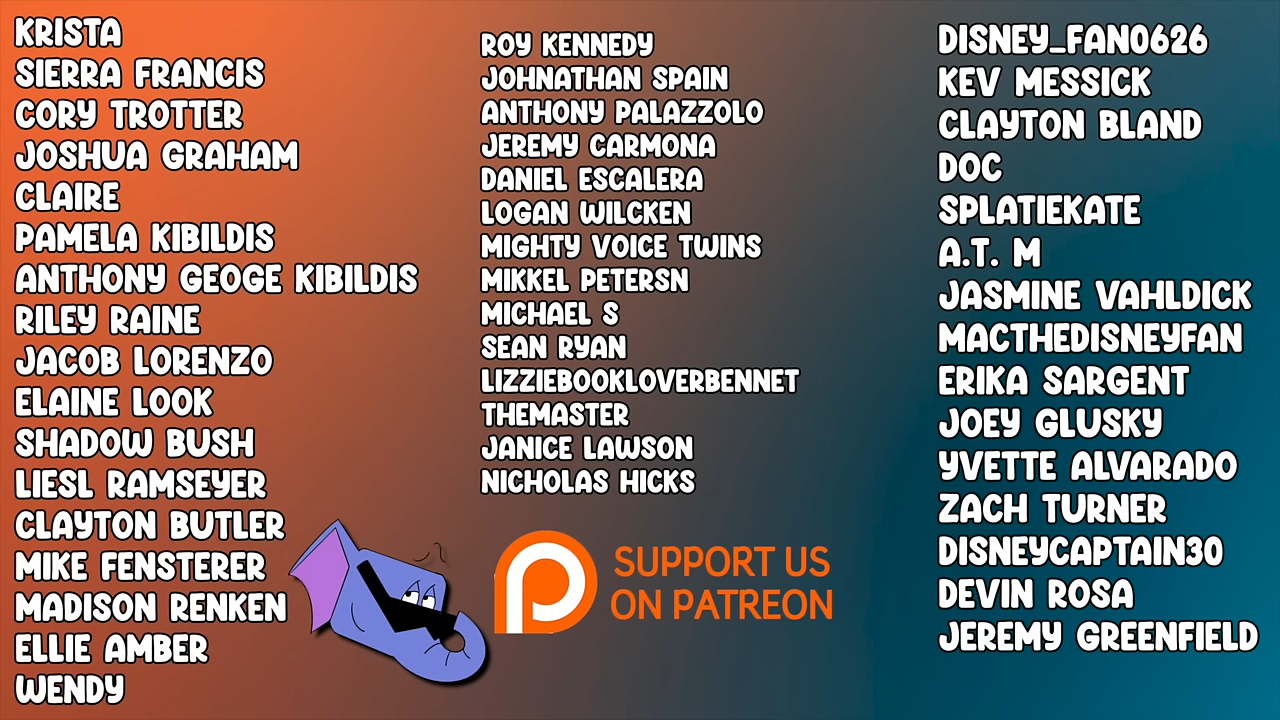 KRISTA
SIERRA FRANCIS
CORY TROTTER
JOSHUA GRAHAM
CLAIRE
PAMELA KIBILDIS
ANTHONY GEOGE KIBILDIS
RILEY RAINE
JACOB LORENZO
ELAINE LOOK
SHADOW BUSH
LIESL RAMSEYER
CLAYTON BUTLER
MIKE FENSTERER
MADISON RENKEN
ELLIE AMBER
WENDY
ROY KENNEDY
JOHNATHAN SPAIN
ANTHONY PALAZZOLO
JEREMY CARMONA
DANIEL ESCALERA
LOGAN WILCKEN
MIGHTY VOICE TWINS
MIKKEL PETERSN
MICHAEL S
SEAN RYAN
LIZZIEBOOKLOVERBENNET
THEMASTER
JANICE LAWSON
NICHOLAS HICKS
SUPPORT US
ON PATREON
DISNEY_FAN0626
KEV MESSICK
CLAYTON BLAND
DOC
SPLATIEKATE
A.T. M
JASMINE VAHLDICK
MACTHEDISNEYFAN
ERIKA SARGENT
JOEY GLUSKY
YVETTE ALVARADO
ZACH TURNER
DISNEYCAPTAIN30
DEVIN ROSA
JEREMY GREENFIELD